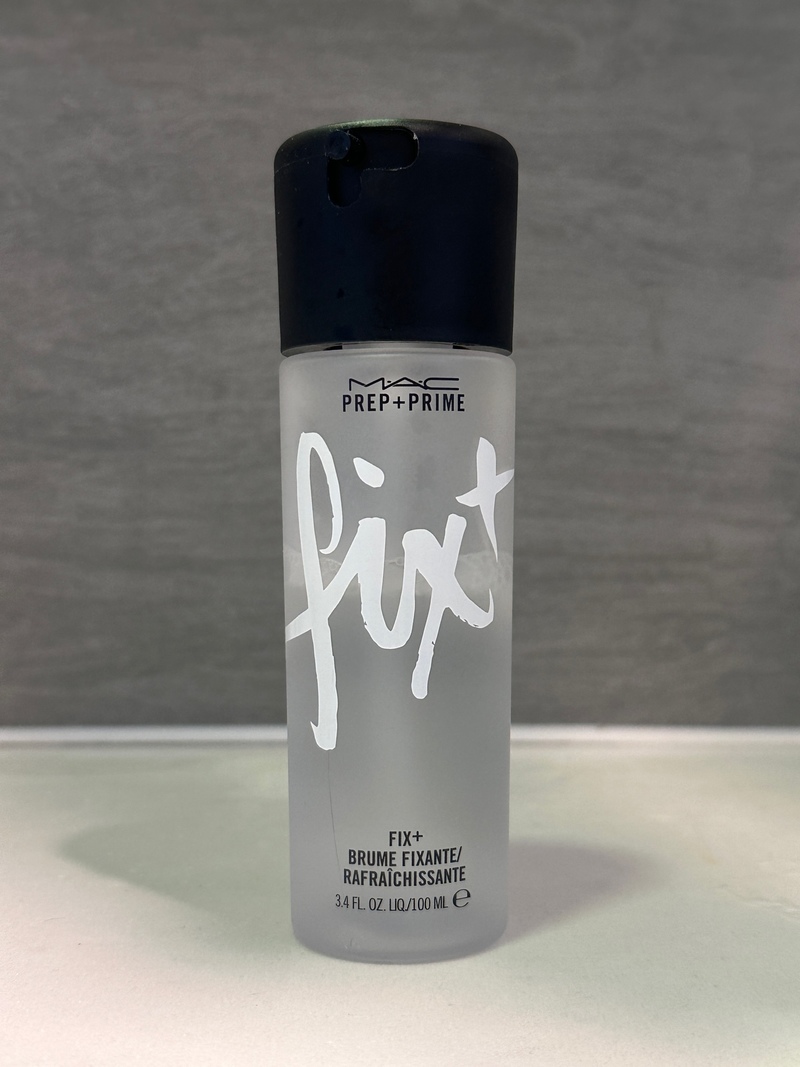 MAC
PREP+PRIME
fix+
FIX+
BRUME FIXANTE/
RAFRAÎCHISSANTE
3.4 FL. OZ. LIQ./100 ML ℮